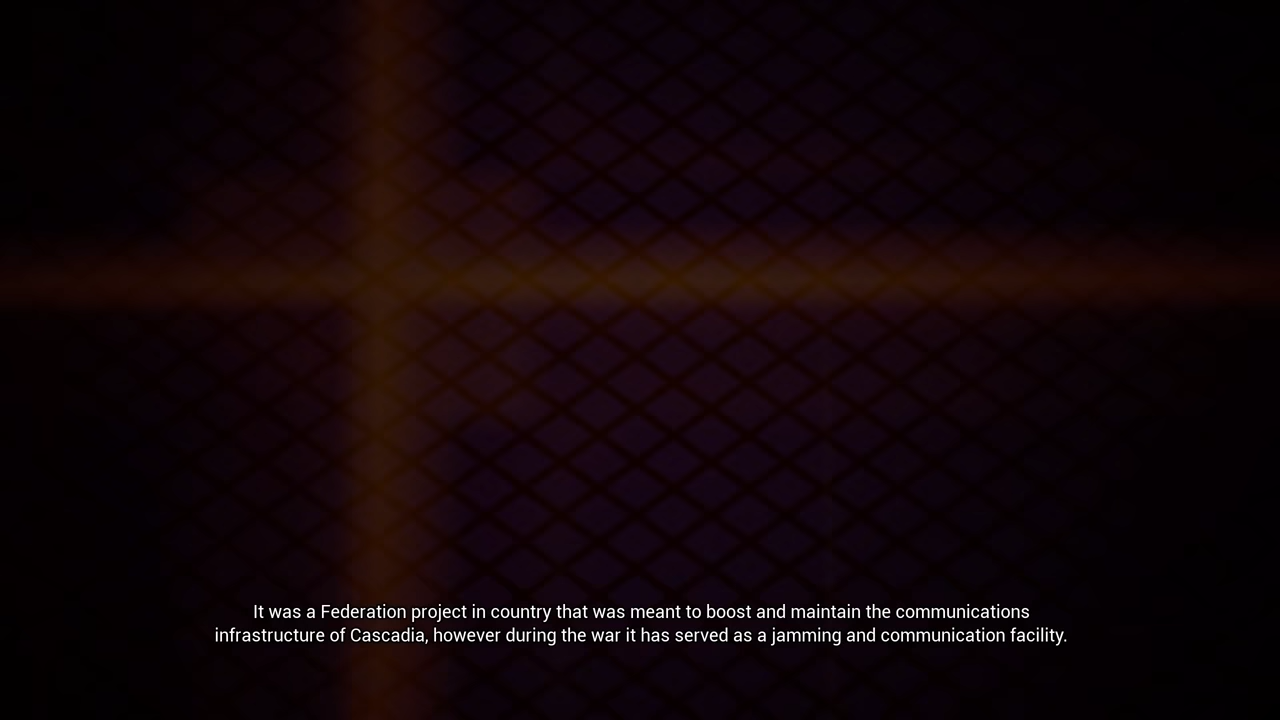 It was a Federation project in country that was meant to boost and maintain the communications
infrastructure of Cascadia, however during the war it has served as a jamming and communication facility.